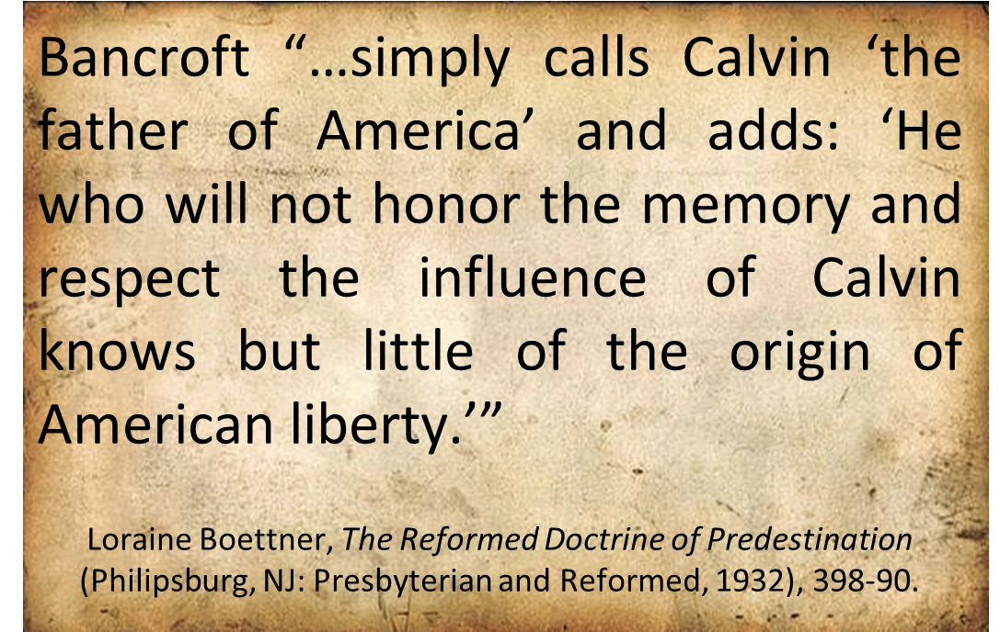 Bancroft “…simply calls Calvin ‘the
father of America’ and adds: ‘He
who will not honor the memory and
respect the influence of Calvin
knows but little of the origin of
American liberty.’”
Loraine Boettner, The Reformed Doctrine of Predestination
(Philipsburg, NJ: Presbyterian and Reformed, 1932), 398-90.